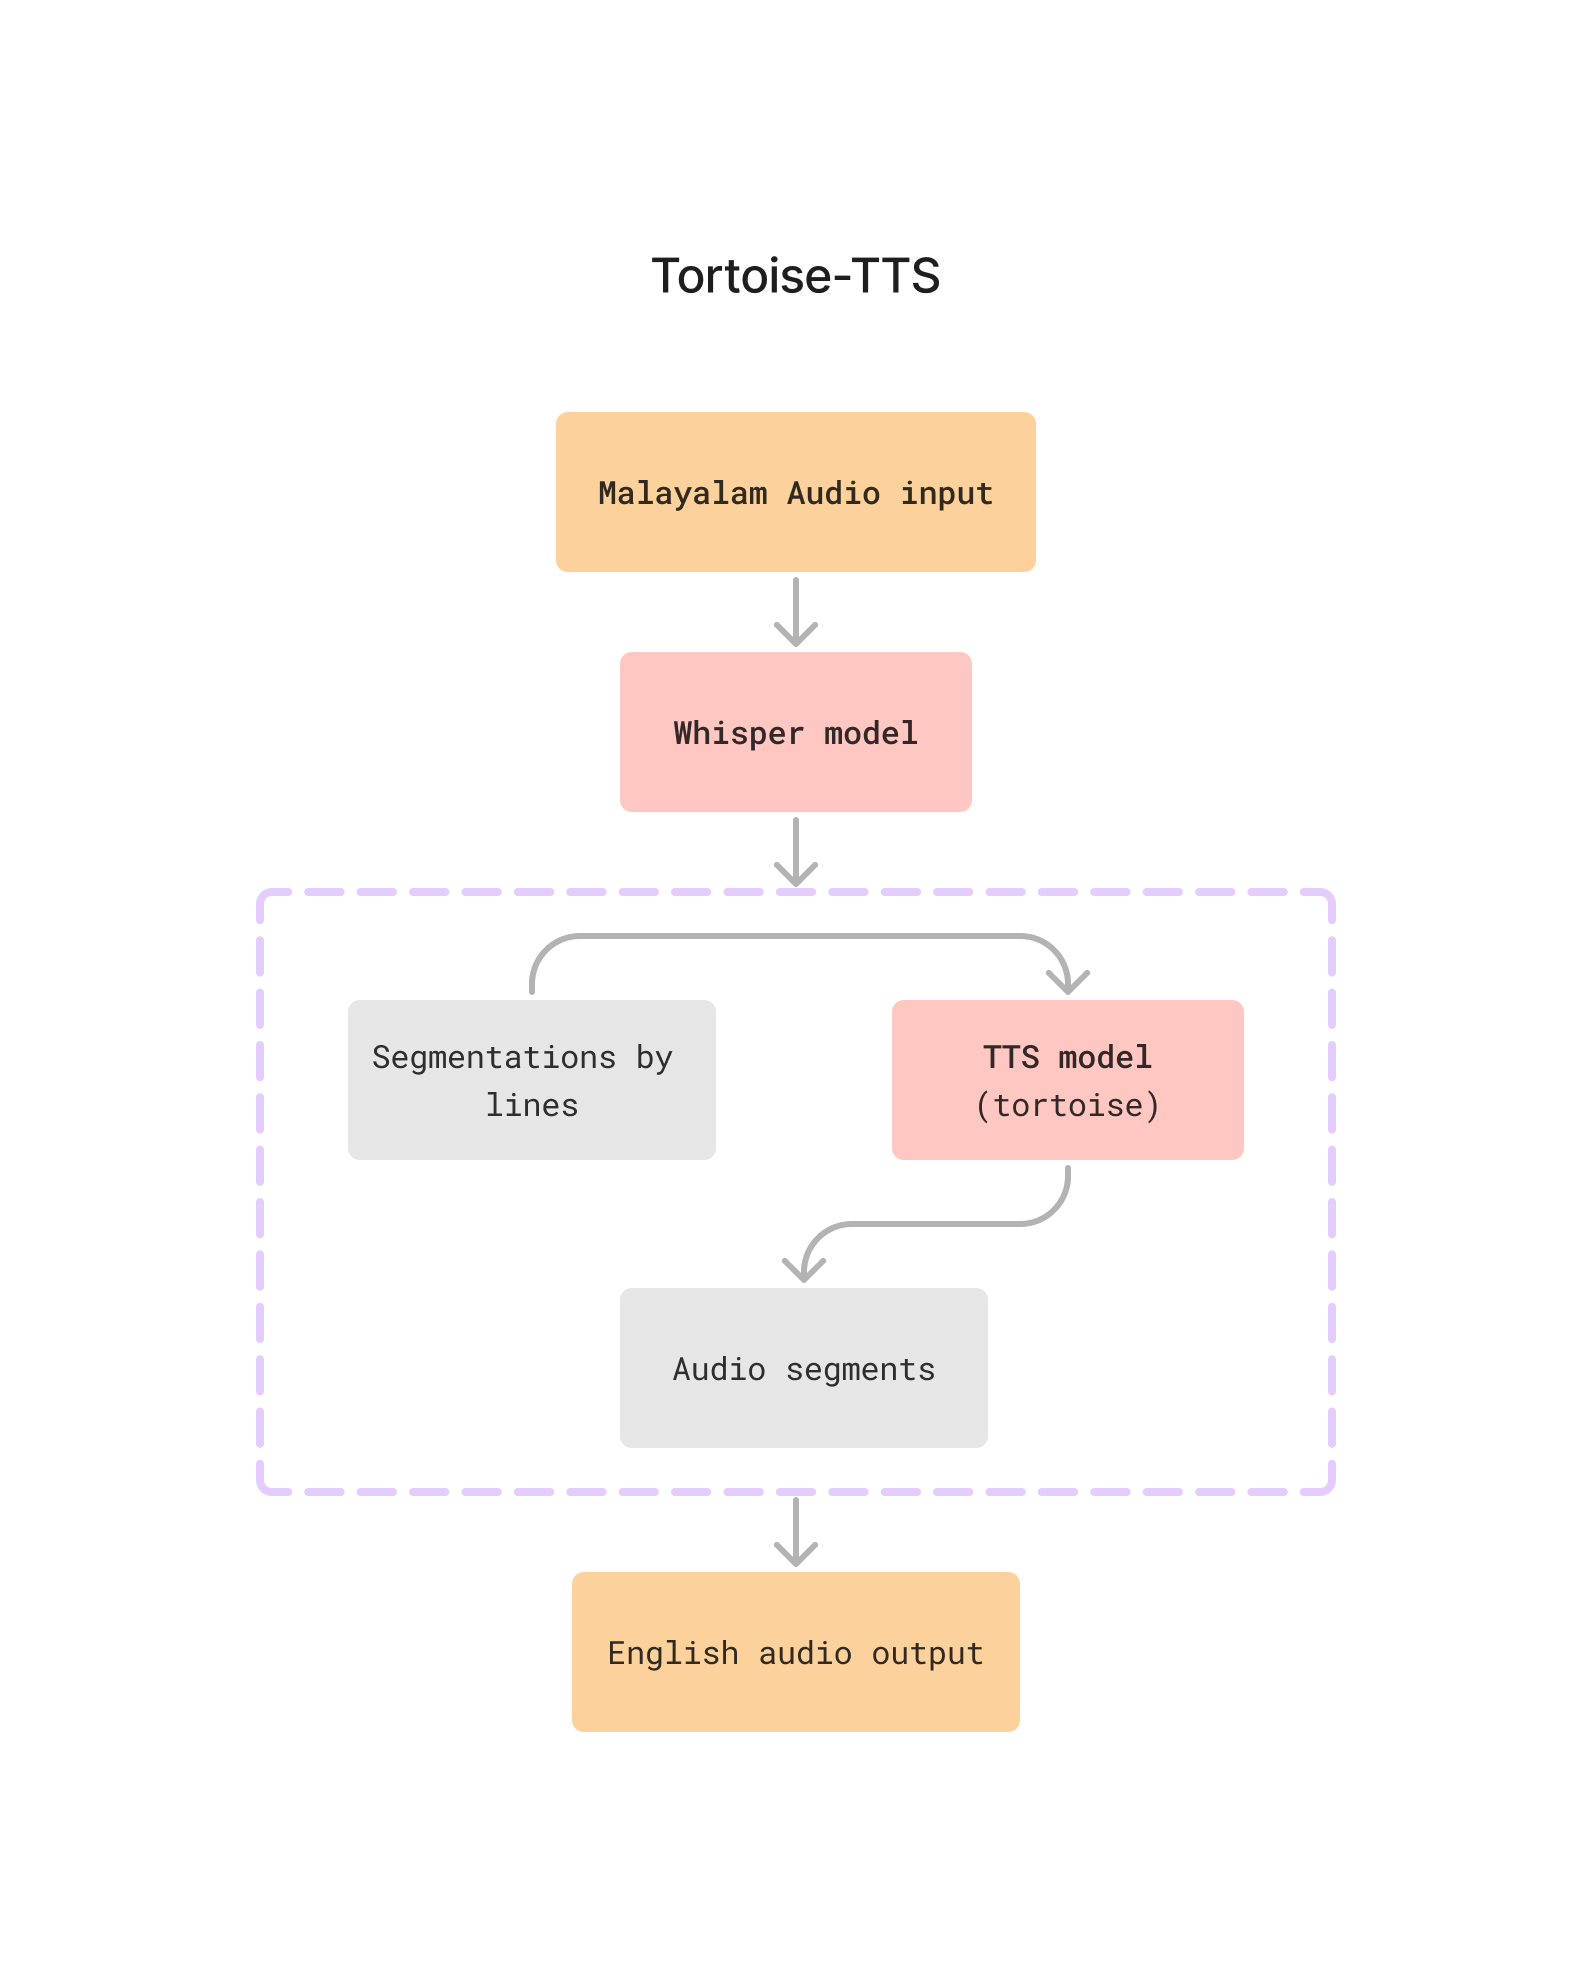 Tortoise-TTS
Malayalam Audio input
Whisper model
Segmentations by
lines
TTS model
(tortoise)
Audio segments
English audio output